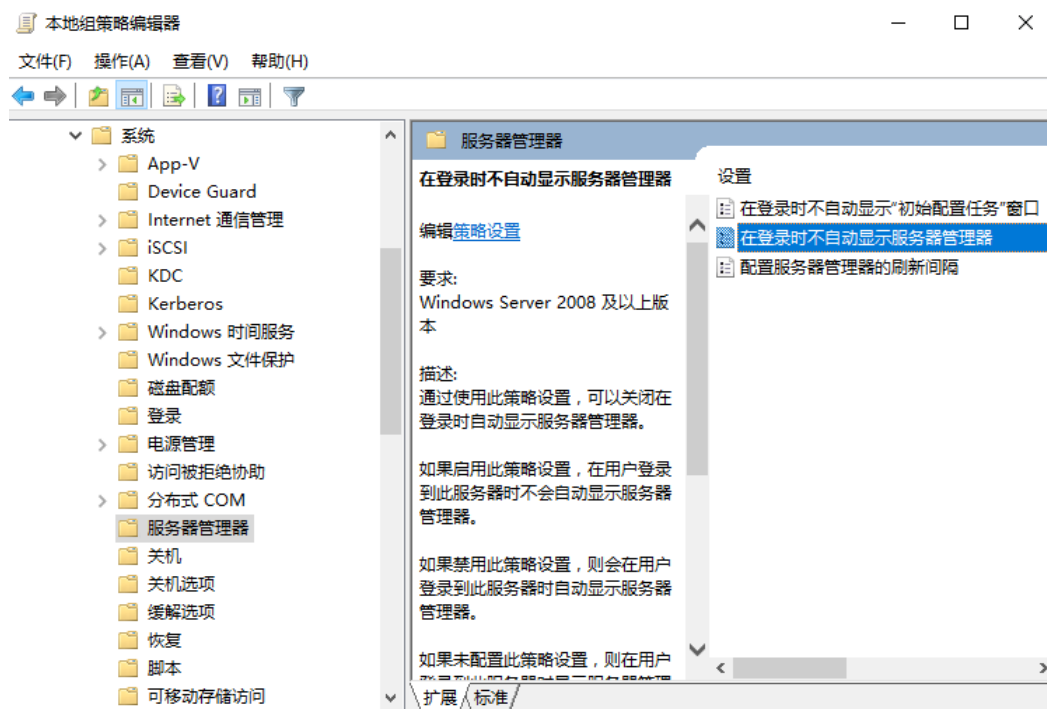 本地组策略编辑器
文件(F) 操作(A) 查看(V) 帮助(H)
系统
App-V
Device Guard
Internet 通信管理
iSCSI
KDC
Kerberos
Windows 时间服务
Windows 文件保护
磁盘配额
登录
电源管理
访问被拒绝协助
分布式 COM
服务器管理器
关机
关机选项
缓解选项
恢复
脚本
可移动存储访问
服务器管理器
在登录时不自动显示服务器管理器
编辑策略设置
要求:
Windows Server 2008 及以上版
本
描述:
通过使用此策略设置，可以关闭在
登录时自动显示服务器管理器。
如果启用此策略设置，在用户登录
到此服务器时不会自动显示服务器
管理器。
如果禁用此策略设置，则会在用户
登录到此服务器时自动显示服务器
管理器。
如果未配置此策略设置，则在用户
设置
在登录时不自动显示“初始配置任务”窗口
在登录时不自动显示服务器管理器
配置服务器管理器的刷新间隔
扩展 标准